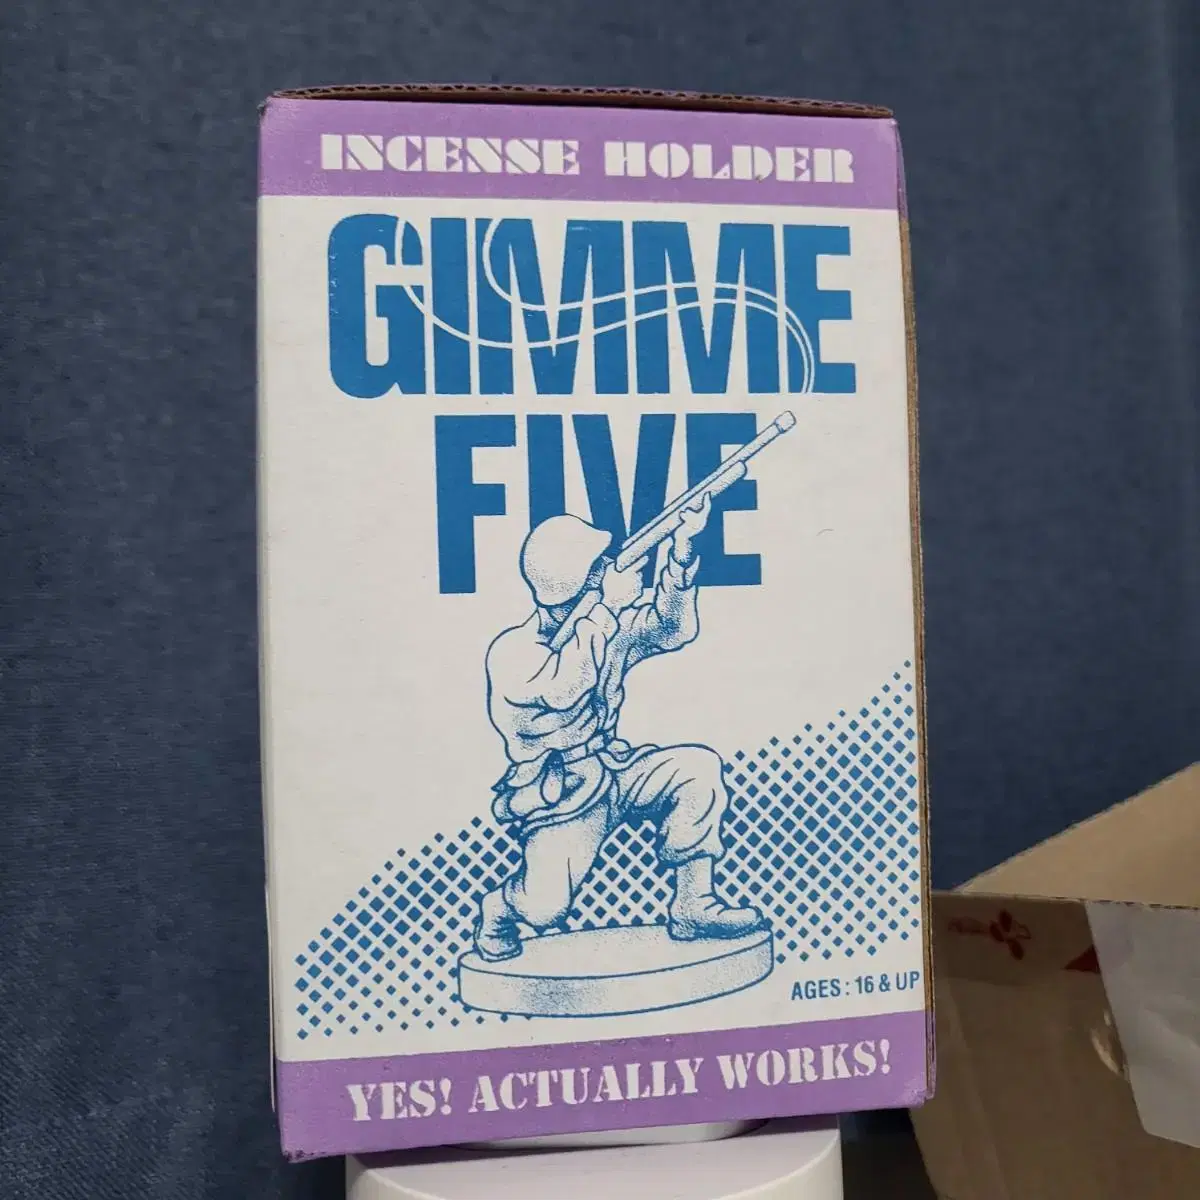 INCENSE HOLDER
GIMME
FIVE
AGES : 16 & UP
YES! ACTUALLY WORKS!